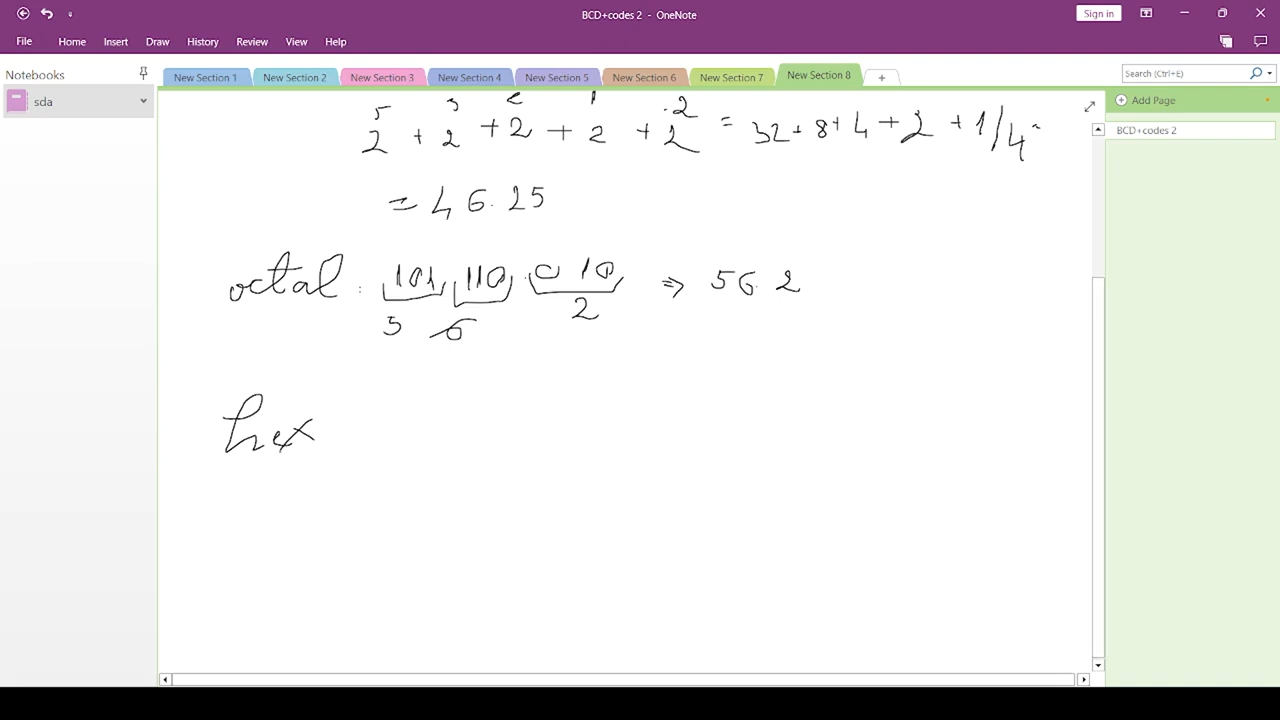 BCD+codes 2 - OneNote
Sign in
File Home Insert Draw History Review View Help
Notebooks
sda
New Section 1 New Section 2 New Section 3 New Section 4 New Section 5 New Section 6 New Section 7 New Section 8
Search (Ctrl+E)
Add Page
BCD+codes 2
2^5 + 2^3 + 2^2 + 2^1 + 2^-2 = 32 + 8 + 4 + 2 + 1/4
= 46.25
octal : 101 110 . 010 ⇒ 56.2
5 6 2
hex